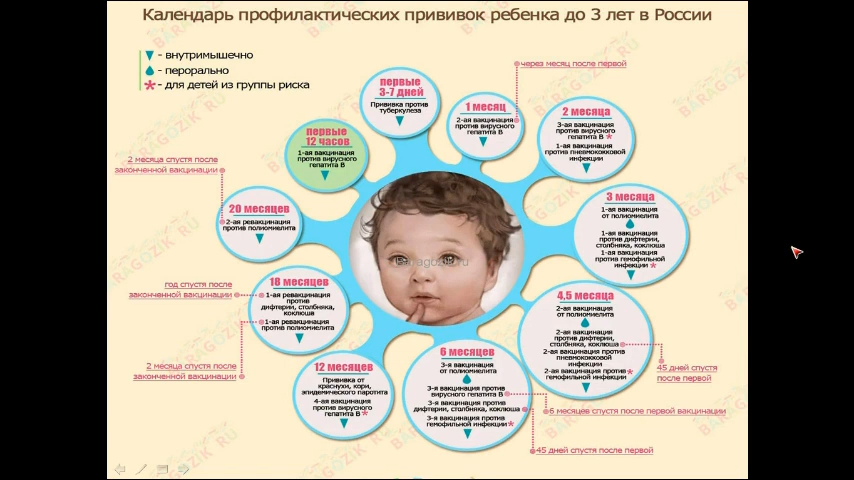 Календарь профилактических прививок ребенка до 3 лет в России
- внутримышечно
- перорально
* - для детей из группы риска
первые
12 часов
1-ая вакцинация
против вирусного
гепатита В
первые
3-7 дней
Прививка против
туберкулеза
1 месяц
2-ая вакцинация
против вирусного
гепатита В
через месяц после первой
2 месяца
3-ая вакцинация
против вирусного
гепатита В *
1-ая вакцинация
против пневмококковой
инфекции
3 месяца
1-ая вакцинация
от полиомиелита
1-ая вакцинация
против дифтерии,
столбняка, коклюша
1-ая вакцинация
против гемофильной
инфекции *
4,5 месяца
2-ая вакцинация
от полиомиелита
2-ая вакцинация
против дифтерии,
столбняка, коклюша
2-ая вакцинация против
пневмококковой
инфекции
2-ая вакцинация против
гемофильной инфекции *
45 дней спустя
после первой
6 месяцев
3-я вакцинация
от полиомиелита
3-я вакцинация против
вирусного гепатита В
3-я вакцинация против
дифтерии, столбняка, коклюша
3-я вакцинация против
гемофильной инфекции *
6 месяцев спустя после первой вакцинации
45 дней спустя после первой
12 месяцев
Прививка от
краснухи, кори,
эпидемического паротита
4-ая вакцинация
против вирусного
гепатита В *
18 месяцев
1-ая ревакцинация
против
дифтерии, столбняка,
коклюша
1-ая ревакцинация
против полиомиелита
год спустя после
законченной вакцинации
2 месяца спустя после
законченной вакцинации
20 месяцев
2-ая ревакцинация
против полиомиелита
2 месяца спустя после
законченной вакцинации
Baragozik.ru
BARAGOZIK.RU